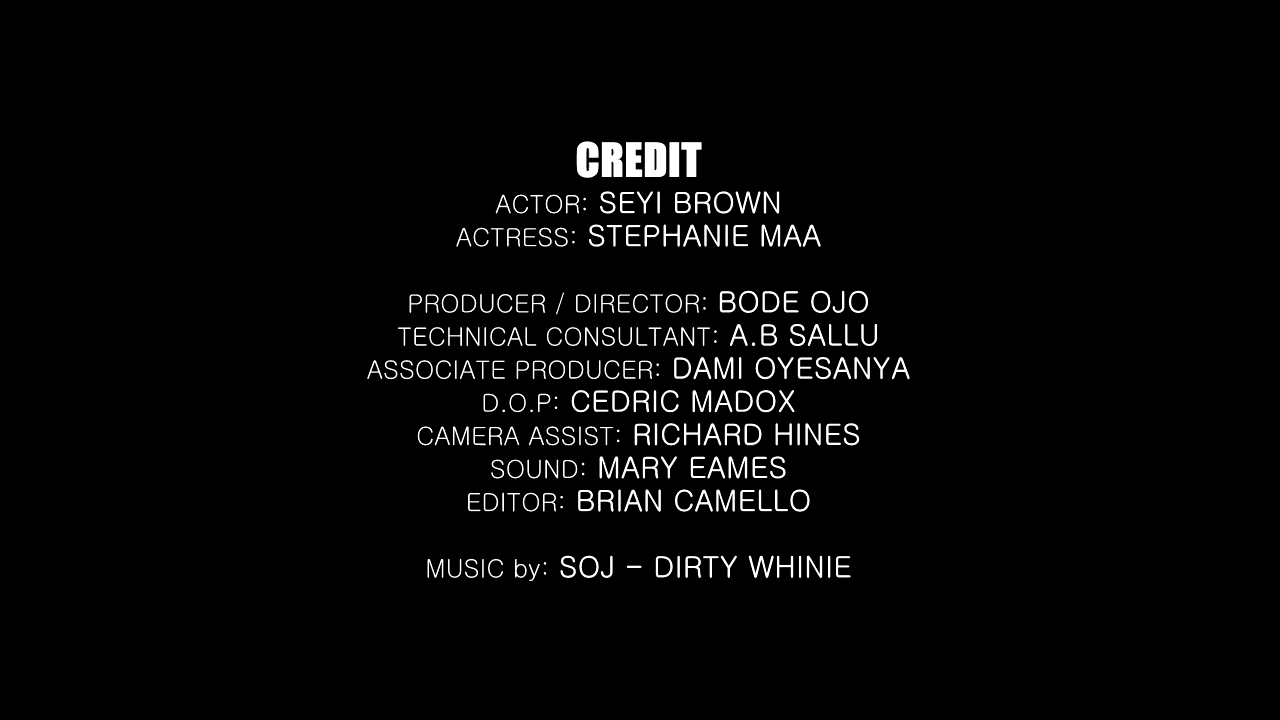 CREDIT
ACTOR: SEYI BROWN
ACTRESS: STEPHANIE MAA
PRODUCER / DIRECTOR: BODE OJO
TECHNICAL CONSULTANT: A.B SALLU
ASSOCIATE PRODUCER: DAMI OYESANYA
D.O.P: CEDRIC MADOX
CAMERA ASSIST: RICHARD HINES
SOUND: MARY EAMES
EDITOR: BRIAN CAMELLO
MUSIC by: SOJ - DIRTY WHINIE